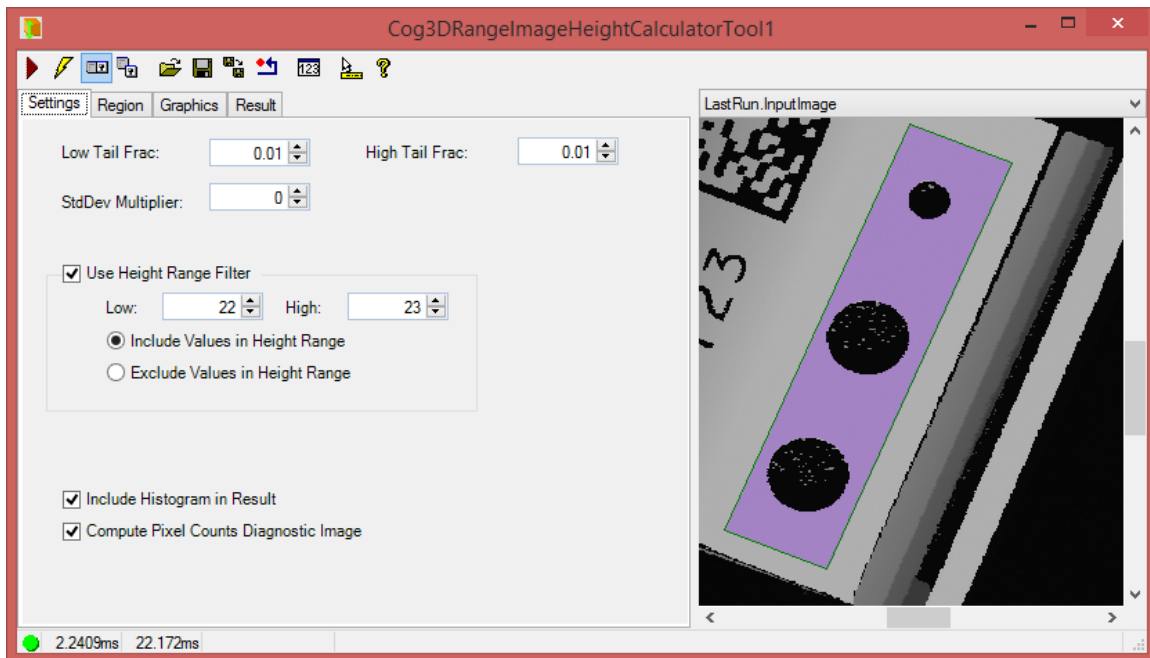 Cog3DRangeImageHeightCalculatorTool1
123
Settings Region Graphics Result
LastRun.InputImage
Low Tail Frac: 0.01 High Tail Frac: 0.01
StdDev Multiplier: 0
Use Height Range Filter
Low: 22 High: 23
Include Values in Height Range
Exclude Values in Height Range
123
Include Histogram in Result
Compute Pixel Counts Diagnostic Image
2.2409ms 22.172ms